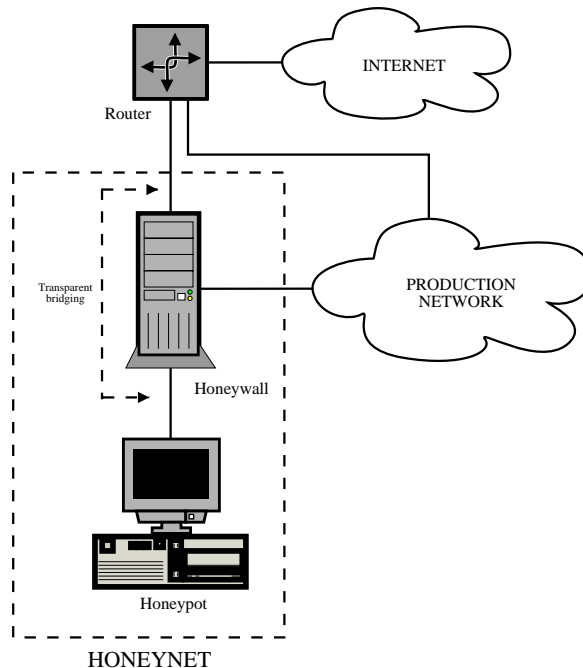 INTERNET
Router
Transparent
bridging
PRODUCTION
NETWORK
Honeywall
Honeypot
HONEYNET